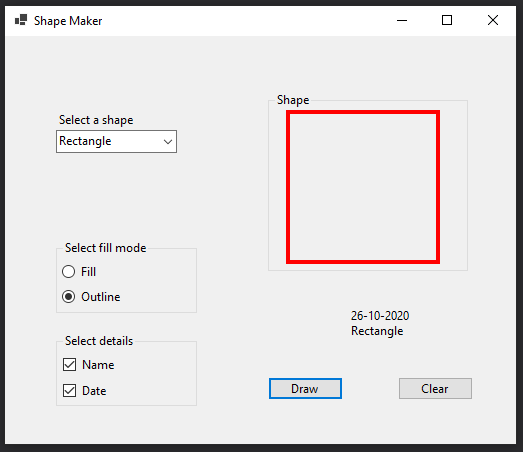 Shape Maker
Select a shape
Rectangle
Shape
Select fill mode
Fill
Outline
Select details
Name
Date
26-10-2020
Rectangle
Draw
Clear